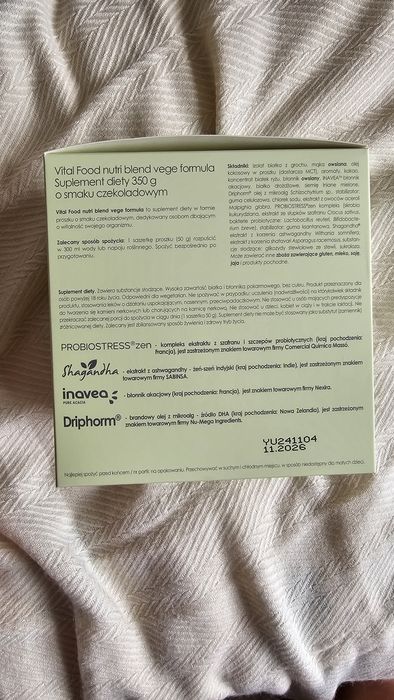 Vital Food nutri blend vege formula
Suplement diety 350 g
o smaku czekoladowym
Vital Food nutri blend vege formula to suplement diety w formie
proszku o smaku czekoladowym, dedykowany osobom dbającym
o witalność swojego organizmu.
Zalecany sposób spożycia: 1 saszetkę proszku (50 g) rozpuścić
w 300 ml wody lub napoju roślinnego. Spożyć bezpośrednio po
przygotowaniu.
Składniki: izolat białka z grochu, mąka owsiana, olej
kokosowy w proszku (dostarcza MCT), aromaty, kakao,
koncentrat białek ryżu, błonnik owsiany, INAVEA® błonnik
akacjowy, białko drożdżowe, siemię lniane mielone,
Driphorm® olej z mikroalg Schizochytrium sp., stabilizator:
guma celulozowa, chlorek sodu, ekstrakt z owoców aceroli
Malpighia glabra, PROBIOSTRESS®zen (inulina
kukurydziana, ekstrakt ze szafranu Crocus sativus,
bakterie probiotyczne: Lactobacillus reuteri,
breve), stabilizator: guma ksantanowa, Shagandha®
ekstrakt z korzenia ashwagandhy Withania somnifera,
ekstrakt z korzenia shatavari Asparagus racemosus, substancja
słodząca: glikozydy stewiolowe ze stewii, sukraloza.
Może zawierać inne zboża zawierające gluten, mleko, soję,
jaja i produkty pochodne.
Suplement diety. Zawiera substancje słodzące. Wysoka zawartość białka i błonnika pokarmowego, bez cukru. Produkt przeznaczony dla
osób powyżej 18 roku życia. Odpowiedni dla wegetarian. Nie spożywać w przypadku uczulenia (nadwrażliwości) na którykolwiek składnik
produktu, stosowania leków o działaniu uspokajającym, nasennym, przeciwpadaczkowym. Nie stosować u osób mających predyspozycje
do tworzenia się kamieni nerkowych lub chorujących na kamicę nerkową. Nie stosować u dzieci, kobiet w ciąży i w trakcie laktacji. Nie
przekraczać zalecanej porcji do spożycia w ciągu dnia (1 saszetka 50 g). Suplement diety nie może być stosowany jako substytut (zamiennik)
zróżnicowanej diety. Zalecany jest zbilansowany sposób żywienia i zdrowy tryb życia.
PROBIOSTRESS®zen - kompleks ekstraktu z szafranu i szczepów probiotycznych (kraj pochodzenia:
Francja), jest zastrzeżonym znakiem towarowym firmy Comercial Química Massó.
Shagandha® - ekstrakt z ashwagandhy - żeń-szeń indyjski (kraj pochodzenia: Indie), jest zastrzeżonym znakiem
towarowym firmy SABINSA.
inavea PURE ACACIA - błonnik akacjowy (kraj pochodzenia: Francja), jest znakiem towarowym firmy Nexira.
Driphorm® - brandowy olej z mikroalg - źródło DHA (kraj pochodzenia: Nowa Zelandia), jest zastrzeżonym
znakiem towarowym firmy Nu-Mega Ingredients.
YU241104
11.2026
Najlepiej spożyć przed końcem / nr partii: na opakowaniu. Przechowywać w suchym i chłodnym miejscu, w sposób niedostępny dla małych dzieci.